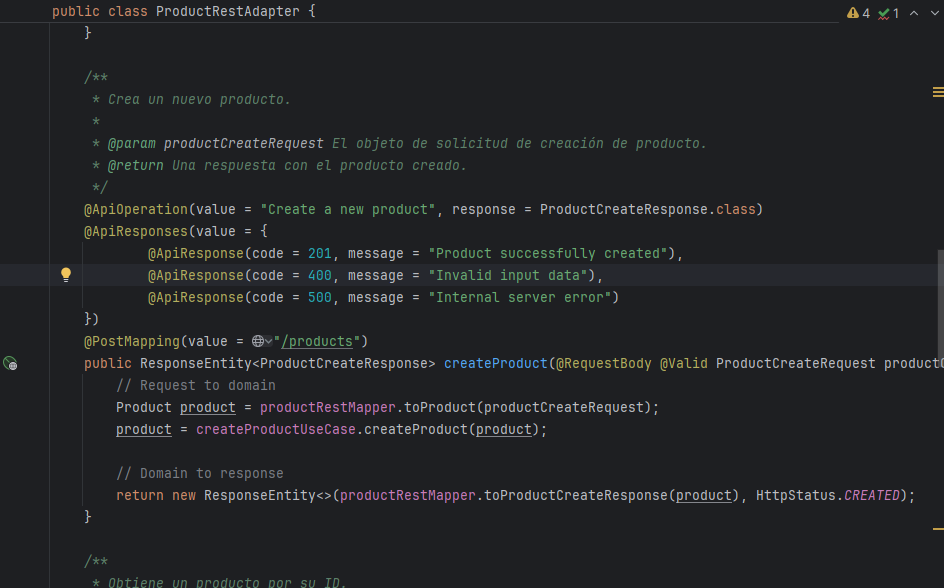 public class ProductRestAdapter {
4 1
}
/**
* Crea un nuevo producto.
*
* @param productCreateRequest El objeto de solicitud de creación de producto.
* @return Una respuesta con el producto creado.
*/
@ApiOperation(value = "Create a new product", response = ProductCreateResponse.class)
@ApiResponses(value = {
@ApiResponse(code = 201, message = "Product successfully created"),
@ApiResponse(code = 400, message = "Invalid input data"),
@ApiResponse(code = 500, message = "Internal server error")
})
@PostMapping(value = "/products")
public ResponseEntity<ProductCreateResponse> createProduct(@RequestBody @Valid ProductCreateRequest product
// Request to domain
Product product = productRestMapper.toProduct(productCreateRequest);
product = createProductUseCase.createProduct(product);
// Domain to response
return new ResponseEntity<>(productRestMapper.toProductCreateResponse(product), HttpStatus.CREATED);
}
/**
* Obtiene un producto por su ID.